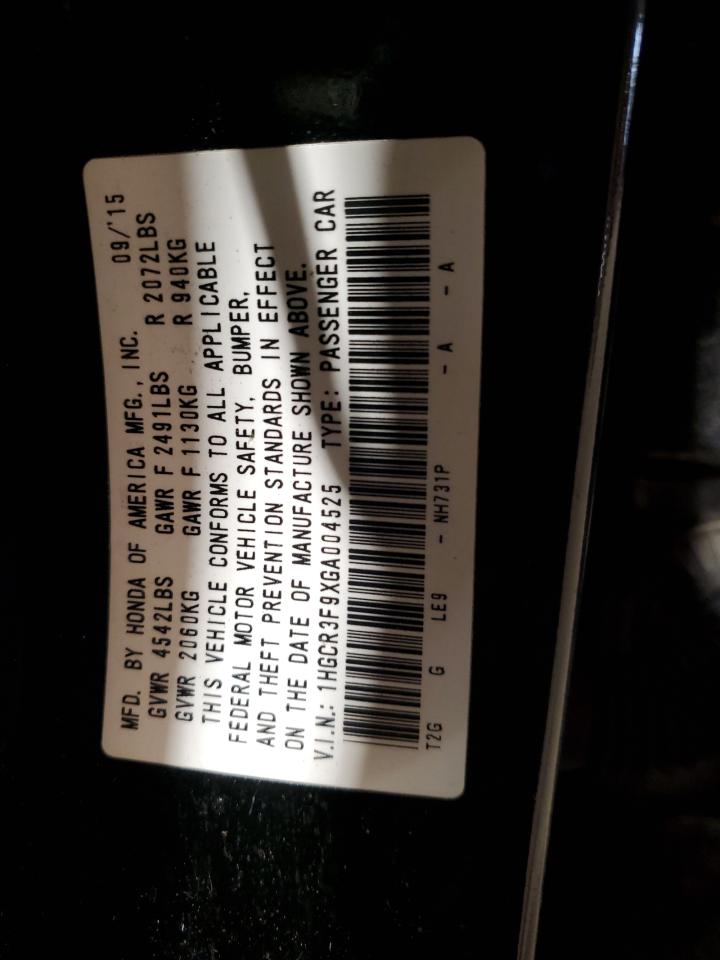 MFD. BY HONDA OF AMERICA MFG., INC. 09/'15
GVWR 4542LBS GAWR F 2491LBS R 2072LBS
GVWR 2060KG GAWR F 1130KG R 940KG
THIS VEHICLE CONFORMS TO ALL APPLICABLE
FEDERAL MOTOR VEHICLE SAFETY, BUMPER,
AND THEFT PREVENTION STANDARDS IN EFFECT
ON THE DATE OF MANUFACTURE SHOWN ABOVE.
V.I.N.: 1HGCR3F9XGA004525 TYPE: PASSENGER CAR
T2G G LE9 - NH731P - A - A